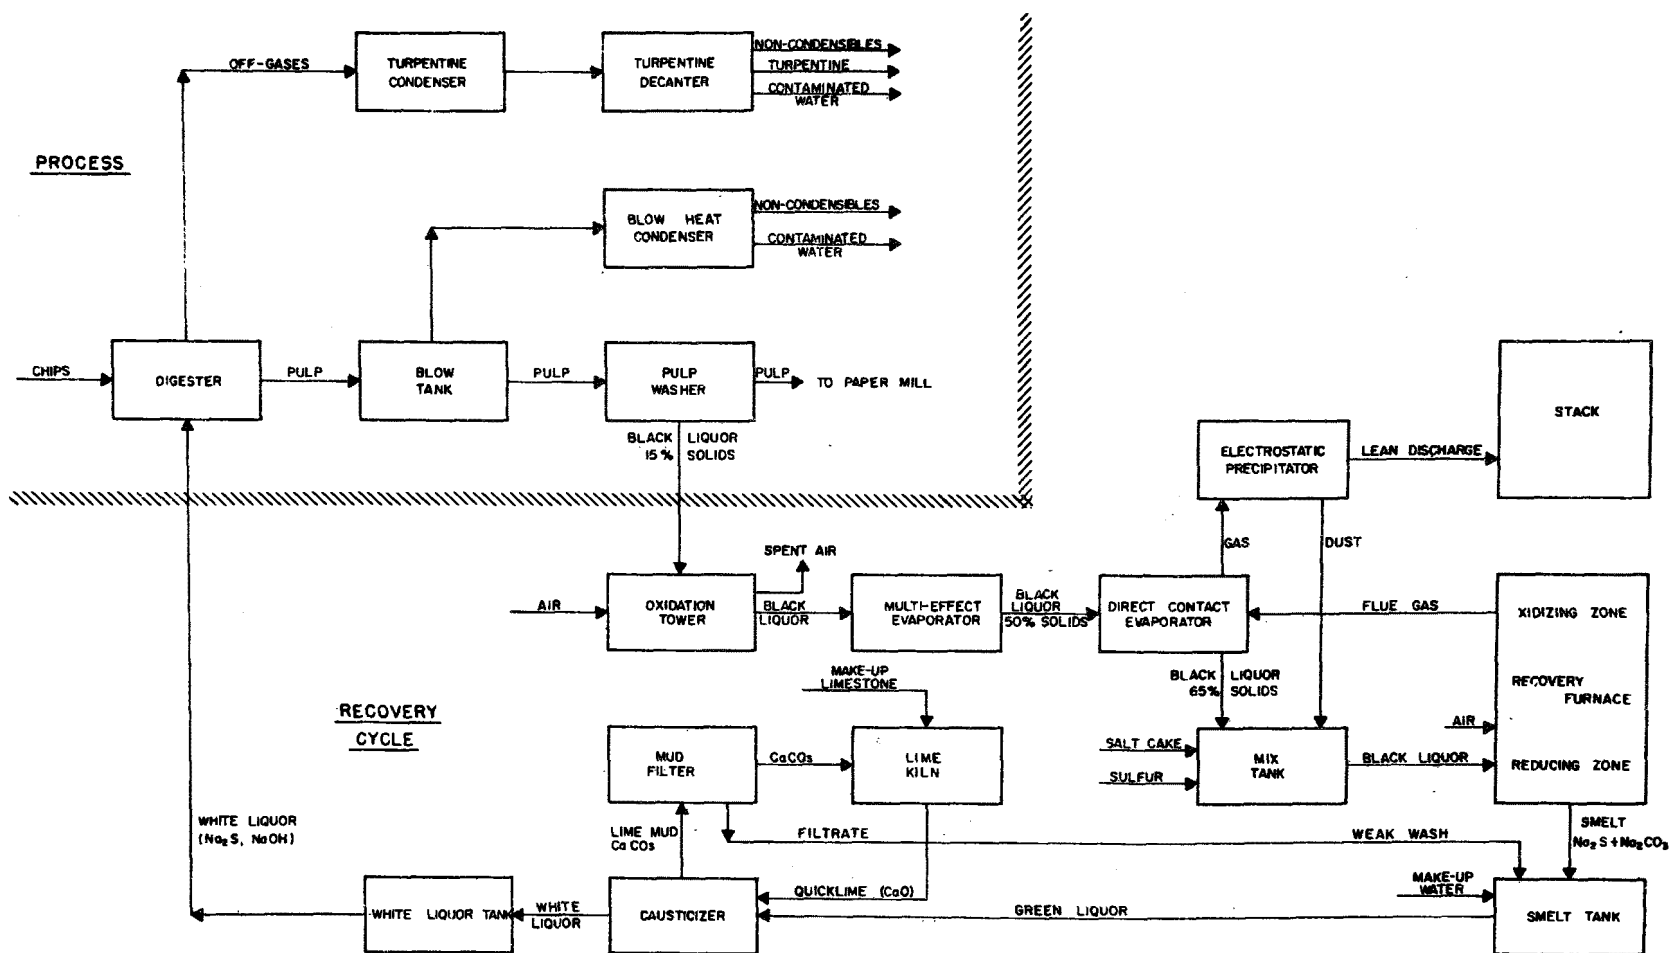 NON-CONDENSIBLES
OFF-GASES
TURPENTINE
CONDENSER
TURPENTINE
DECANTER
TURPENTINE
CONTAMINATED
WATER
PROCESS
NON-CONDENSIBLES
BLOW HEAT
CONDENSER
CONTAMINATED
WATER
CHIPS
DIGESTER
PULP
BLOW
TANK
PULP
PULP
WASHER
PULP
TO PAPER MILL
STACK
BLACK LIQUOR
15% SOLIDS
ELECTROSTATIC
PRECIPITATOR
LEAN DISCHARGE
GAS
DUST
SPENT AIR
AIR
OXIDATION
TOWER
BLACK
LIQUOR
MULTI-EFFECT
EVAPORATOR
BLACK
LIQUOR
50% SOLIDS
DIRECT CONTACT
EVAPORATOR
FLUE GAS
XIDIZING ZONE
MAKE-UP
LIMESTONE
BLACK LIQUOR
65% SOLIDS
RECOVERY
FURNACE
RECOVERY
CYCLE
AIR
MUD
FILTER
CaCO3
LIME
KILN
SALT CAKE
SULFUR
MIX
TANK
BLACK LIQUOR
REDUCING ZONE
WHITE LIQUOR
(Na2S, NaOH)
LIME MUD
CaCO3
FILTRATE
WEAK WASH
SMELT
Na2S+Na2CO3
QUICKLIME (CaO)
MAKE-UP
WATER
WHITE LIQUOR TANK
WHITE
LIQUOR
CAUSTICIZER
GREEN LIQUOR
SMELT TANK